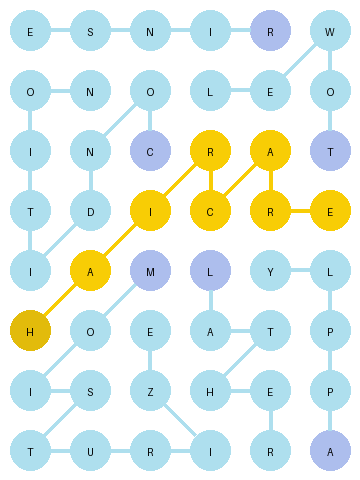 E S N I R W
O N O L E O
I N C R A T
T D I C R E
I A M L Y L
H O E A T P
I S Z H E P
T U R I R A